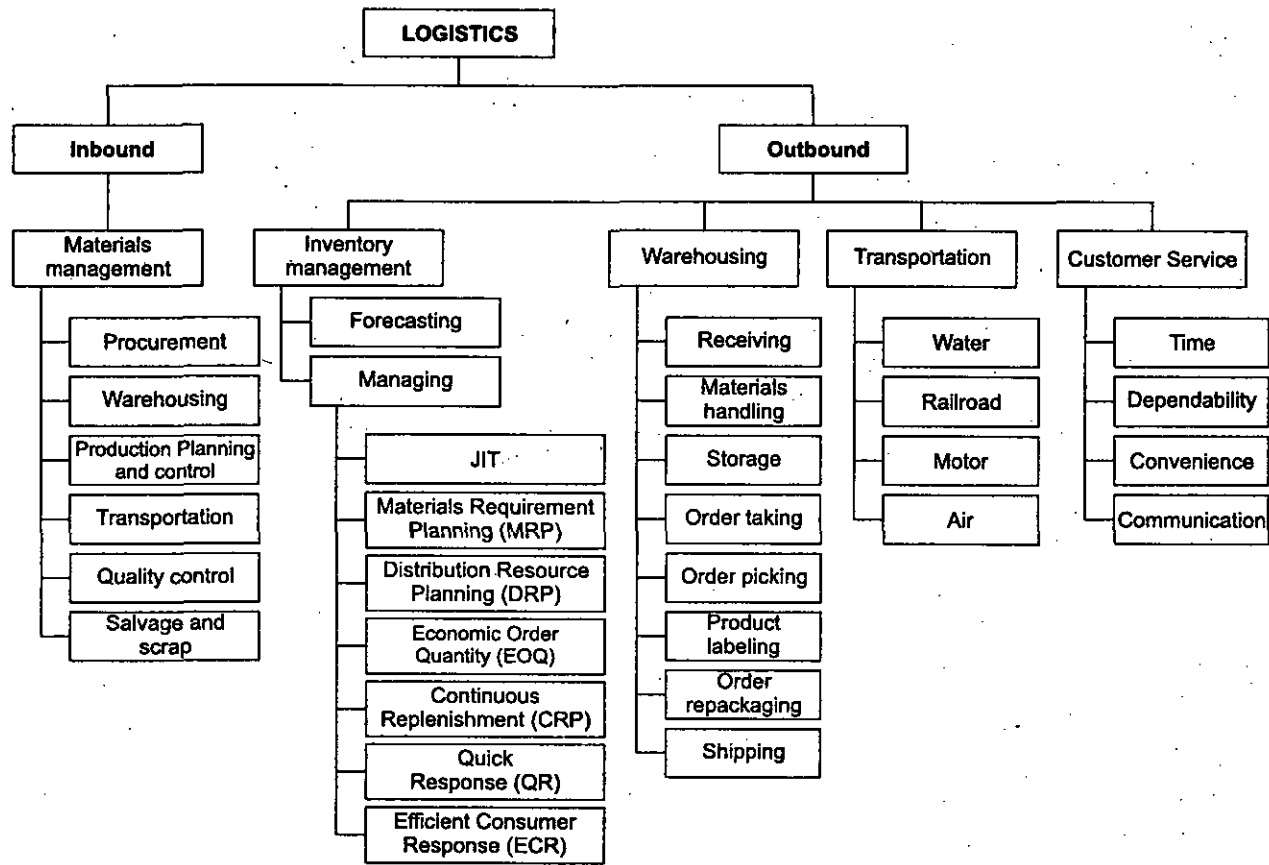 LOGISTICS
Inbound
Outbound
Materials
management
Inventory
management
Warehousing
Transportation
Customer Service
Procurement
Warehousing
Production Planning
and control
Transportation
Quality control
Salvage and
scrap
Forecasting
Managing
JIT
Materials Requirement
Planning (MRP)
Distribution Resource
Planning (DRP)
Economic Order
Quantity (EOQ)
Continuous
Replenishment (CRP)
Quick
Response (QR)
Efficient Consumer
Response (ECR)
Receiving
Materials
handling
Storage
Order taking
Order picking
Product
labeling
Order
repackaging
Shipping
Water
Railroad
Motor
Air
Time
Dependability
Convenience
Communication